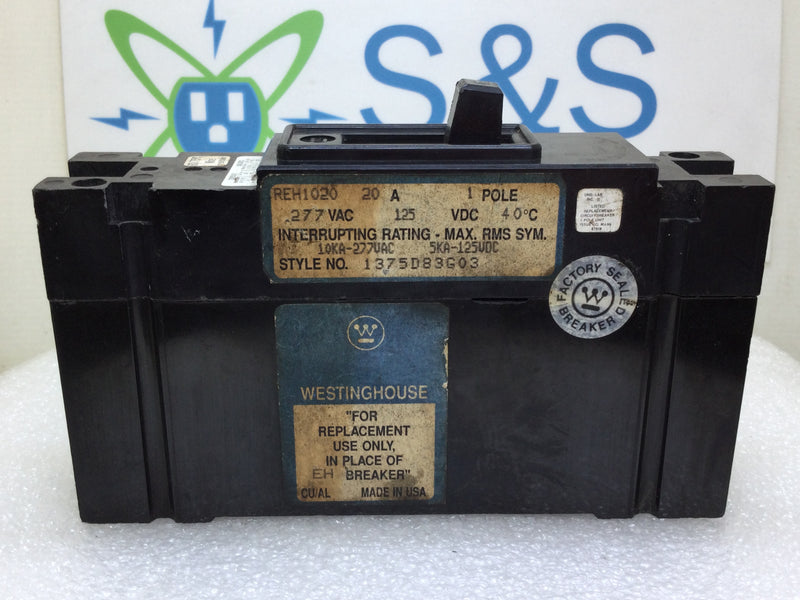 S&S
REH1020 20 A 1 POLE
277 VAC 125 VDC 40°C
INTERRUPTING RATING - MAX. RMS SYM.
10KA-277VAC 5KA-125VDC
STYLE NO. 1375D83G03
FACTORY SEAL
W
BREAKER
W
WESTINGHOUSE
"FOR
REPLACEMENT
USE ONLY,
IN PLACE OF
EH BREAKER"
CU/AL MADE IN USA